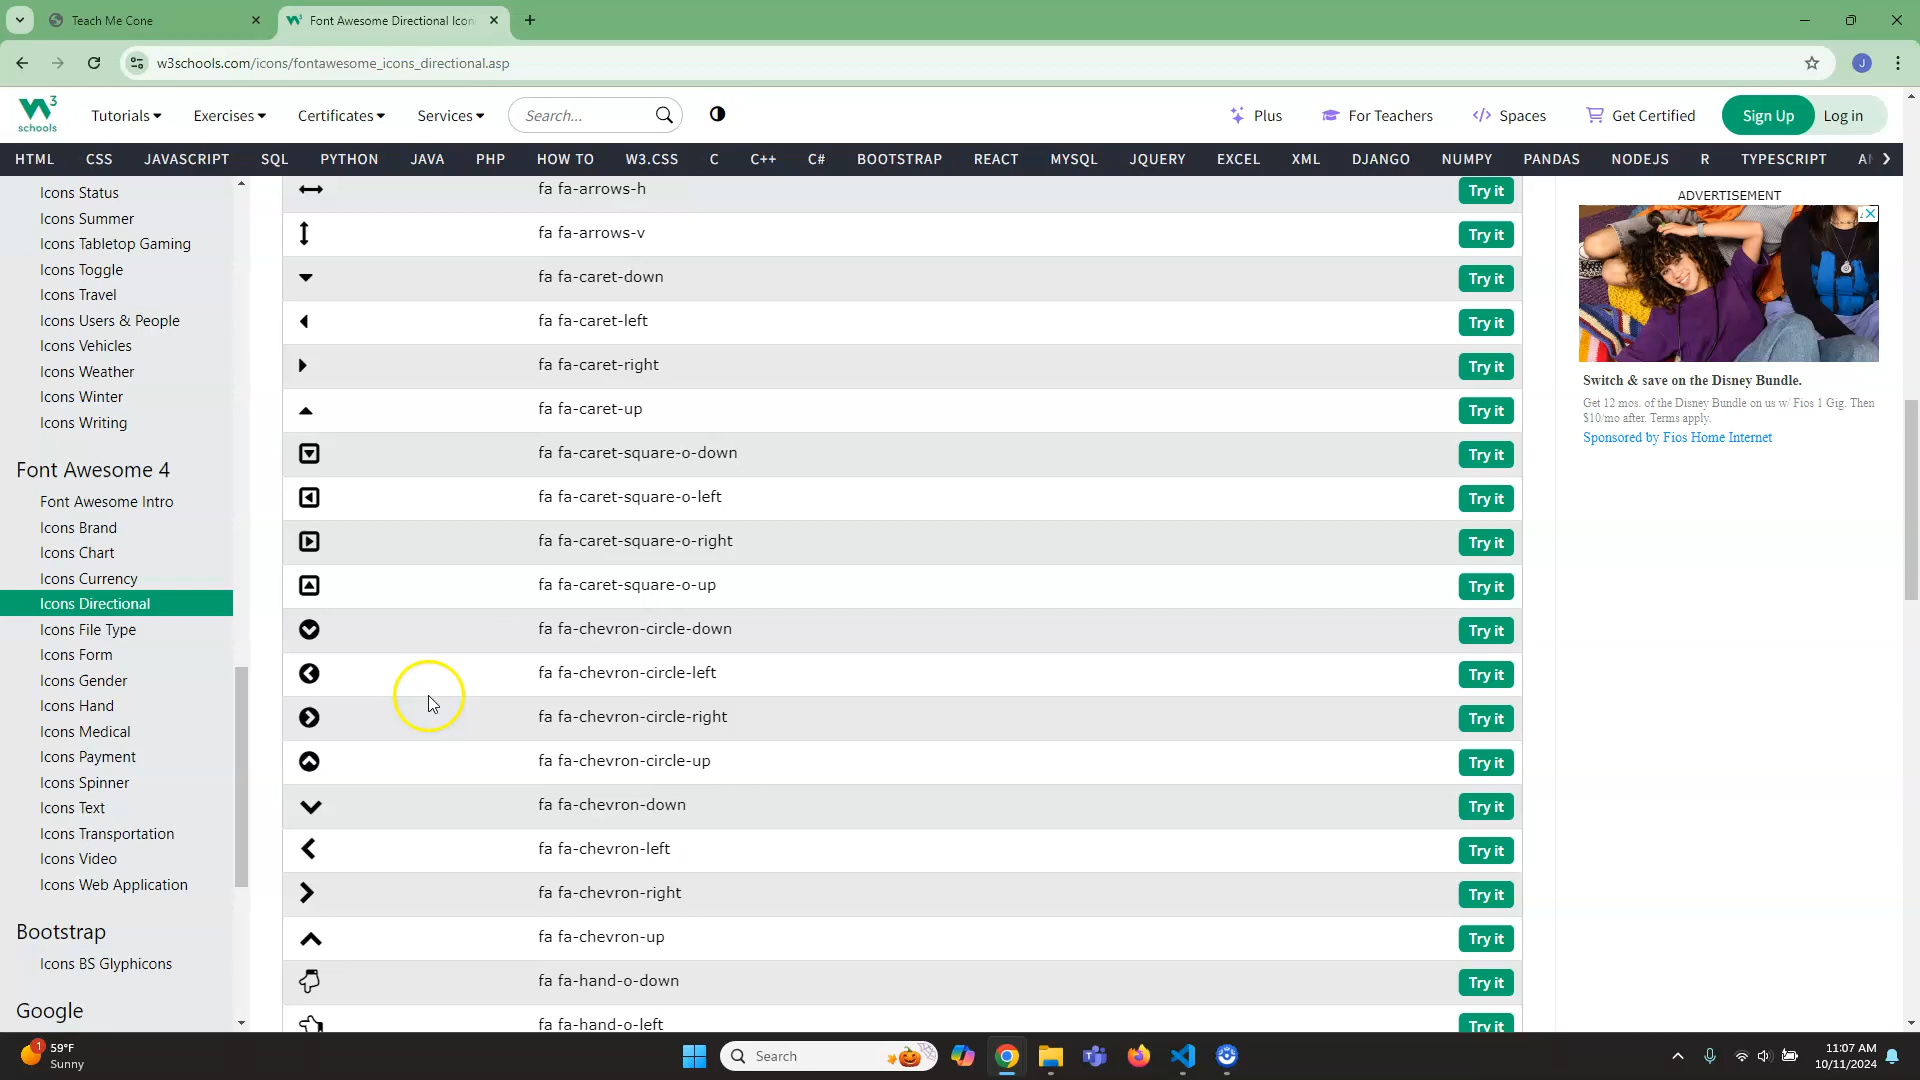 Teach Me Cone
Font Awesome Directional Icon
w3schools.com/icons/fontawesome_icons_directional.asp
J
W3 schools
Tutorials
Exercises
Certificates
Services
Search...
Plus
For Teachers
Spaces
Get Certified
Sign Up
Log in
HTML CSS JAVASCRIPT SQL PYTHON JAVA PHP HOW TO W3.CSS C C++ C# BOOTSTRAP REACT MYSQL JQUERY EXCEL XML DJANGO NUMPY PANDAS NODEJS R TYPESCRIPT
Icons Status
Icons Summer
Icons Tabletop Gaming
Icons Toggle
Icons Travel
Icons Users & People
Icons Vehicles
Icons Weather
Icons Winter
Icons Writing
Font Awesome 4
Font Awesome Intro
Icons Brand
Icons Chart
Icons Currency
Icons Directional
Icons File Type
Icons Form
Icons Gender
Icons Hand
Icons Medical
Icons Payment
Icons Spinner
Icons Text
Icons Transportation
Icons Video
Icons Web Application
Bootstrap
Icons BS Glyphicons
Google
fa fa-arrows-h Try it
fa fa-arrows-v Try it
fa fa-caret-down Try it
fa fa-caret-left Try it
fa fa-caret-right Try it
fa fa-caret-up Try it
fa fa-caret-square-o-down Try it
fa fa-caret-square-o-left Try it
fa fa-caret-square-o-right Try it
fa fa-caret-square-o-up Try it
fa fa-chevron-circle-down Try it
fa fa-chevron-circle-left Try it
fa fa-chevron-circle-right Try it
fa fa-chevron-circle-up Try it
fa fa-chevron-down Try it
fa fa-chevron-left Try it
fa fa-chevron-right Try it
fa fa-chevron-up Try it
fa fa-hand-o-down Try it
fa fa-hand-o-left Try it
ADVERTISEMENT
Switch & save on the Disney Bundle.
Get 12 mos. of the Disney Bundle on us w/ Fios 1 Gig. Then
$10/mo after. Terms apply.
Sponsored by Fios Home Internet
1
59°F
Sunny
Search
11:07 AM
10/11/2024